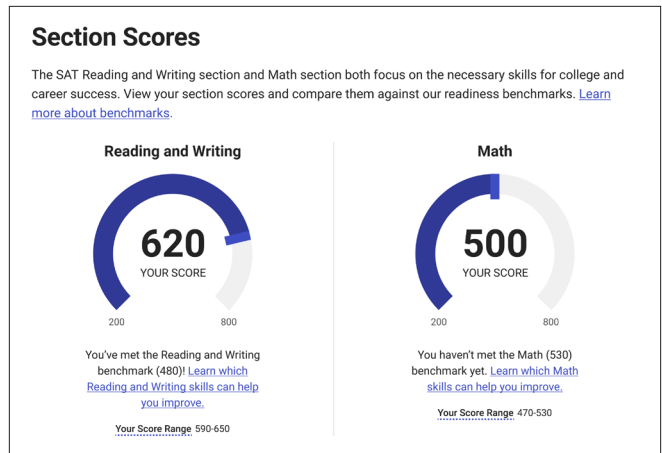 Section Scores
The SAT Reading and Writing section and Math section both focus on the necessary skills for college and
career success. View your section scores and compare them against our readiness benchmarks. Learn
more about benchmarks.
Reading and Writing
620
YOUR SCORE
200
800
You've met the Reading and Writing
benchmark (480)! Learn which
Reading and Writing skills can help
you improve.
Your Score Range 590-650
Math
500
YOUR SCORE
200
800
You haven't met the Math (530)
benchmark yet. Learn which Math
skills can help you improve.
Your Score Range 470-530